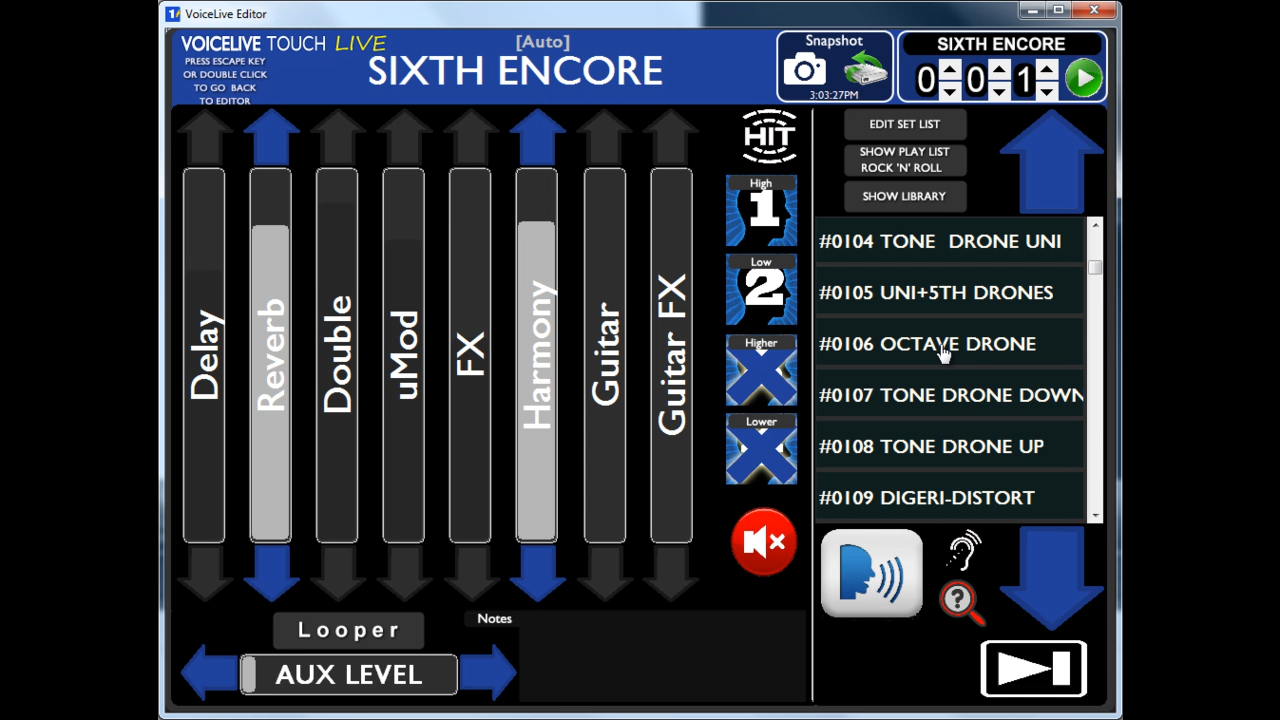 VoiceLive Editor
VOICELIVE TOUCH LIVE
PRESS ESCAPE KEY
OR DOUBLE CLICK
TO GO BACK
TO EDITOR
[Auto]
SIXTH ENCORE
Snapshot
3:03:27PM
SIXTH ENCORE
0 0 1
Delay
Reverb
Double
uMod
FX
Harmony
Guitar
Guitar FX
HIT
High
1
Low
2
Higher
Lower
EDIT SET LIST
SHOW PLAY LIST
ROCK 'N' ROLL
SHOW LIBRARY
#0104 TONE  DRONE UNI
#0105 UNI+5TH DRONES
#0106 OCTAVE DRONE
#0107 TONE DRONE DOWN
#0108 TONE DRONE UP
#0109 DIGERI-DISTORT
?
Looper
Notes
AUX LEVEL